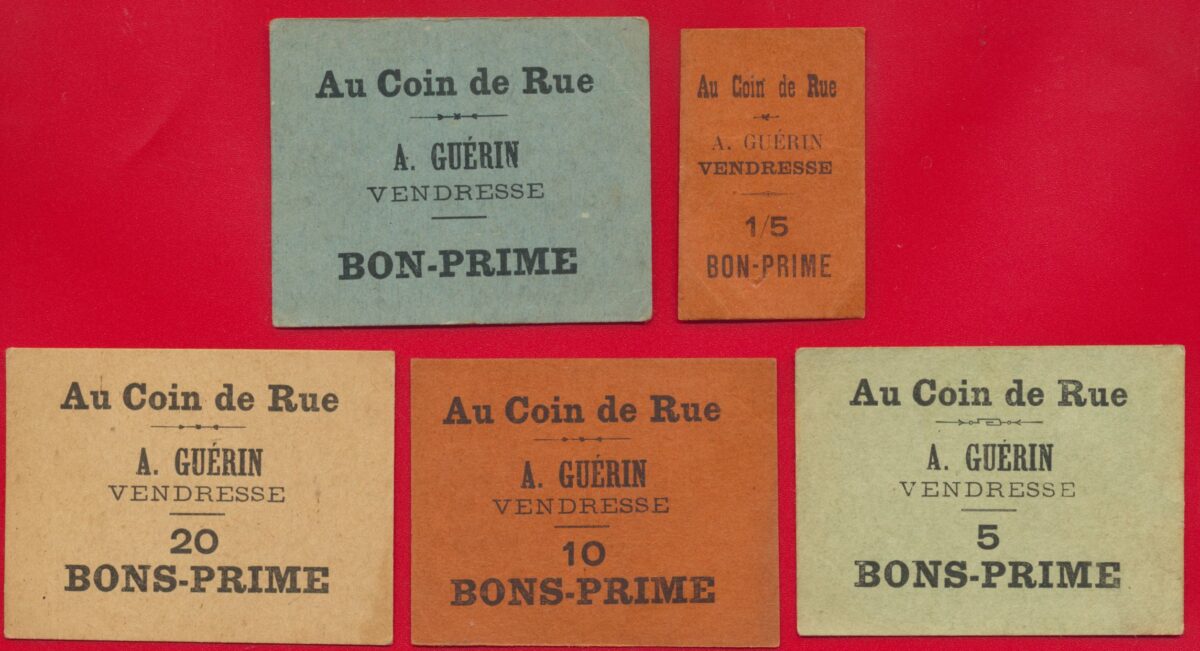 Au Coin de Rue
A. GUÉRIN
VENDRESSE
BON-PRIME
Au Coin de Rue
A. GUÉRIN
VENDRESSE
1/5
BON-PRIME
Au Coin de Rue
A. GUÉRIN
VENDRESSE
20
BONS-PRIME
Au Coin de Rue
A. GUÉRIN
VENDRESSE
10
BONS-PRIME
Au Coin de Rue
A. GUÉRIN
VENDRESSE
5
BONS-PRIME